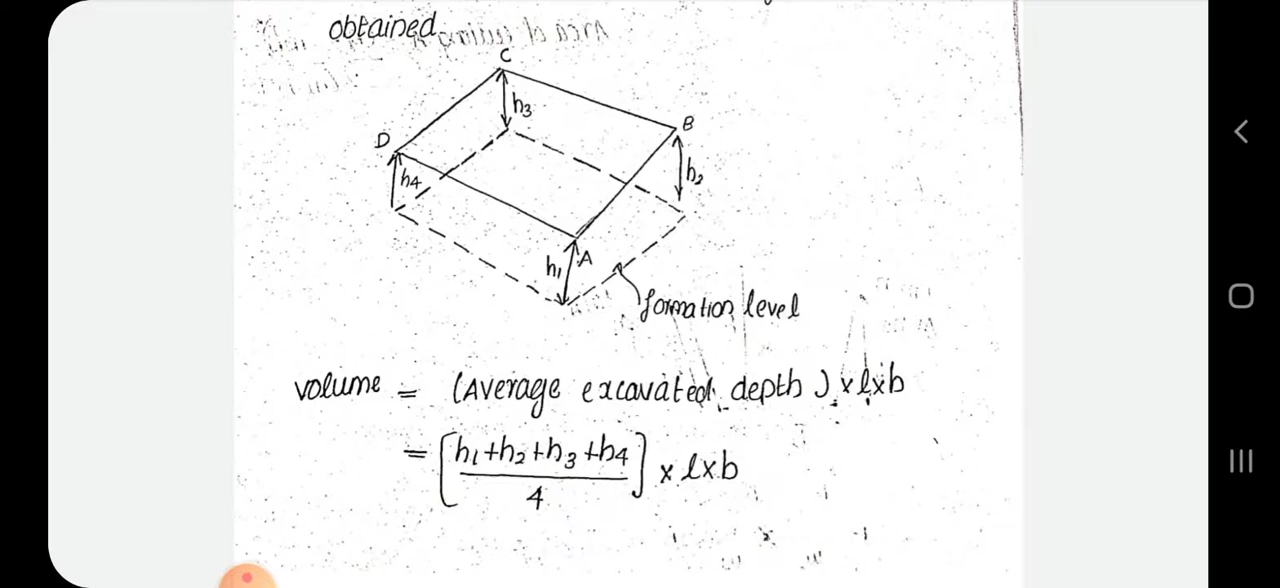 obtained
C
h3
B
D
h4
h2
h1
A
formation level
volume = (Average excavated depth) x l x b
= [h1+h2+h3+h4 / 4] x l x b